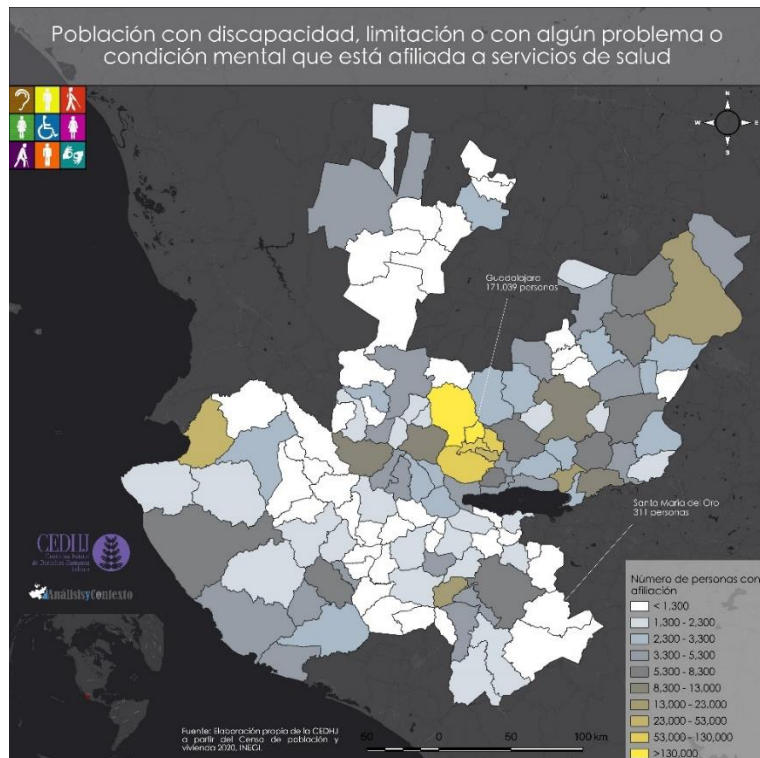 Población con discapacidad, limitación o con algún problema o
condición mental que está afiliada a servicios de salud
N
W
E
S
Guadalajara
171,039 personas
Santa María del Oro
311 personas
CEDHJ
AnálisisyContexto
Número de personas con
afiliación
< 1,300
1,300 - 2,300
2,300 - 3,300
3,300 - 5,300
5,300 - 8,300
8,300 - 13,000
13,000 - 23,000
23,000 - 53,000
53,000 - 130,000
>130,000
Fuente: Elaboración propia de la CEDHJ
a partir del Censo de población y
vivienda 2020, INEGI.
50
0
50
100 km